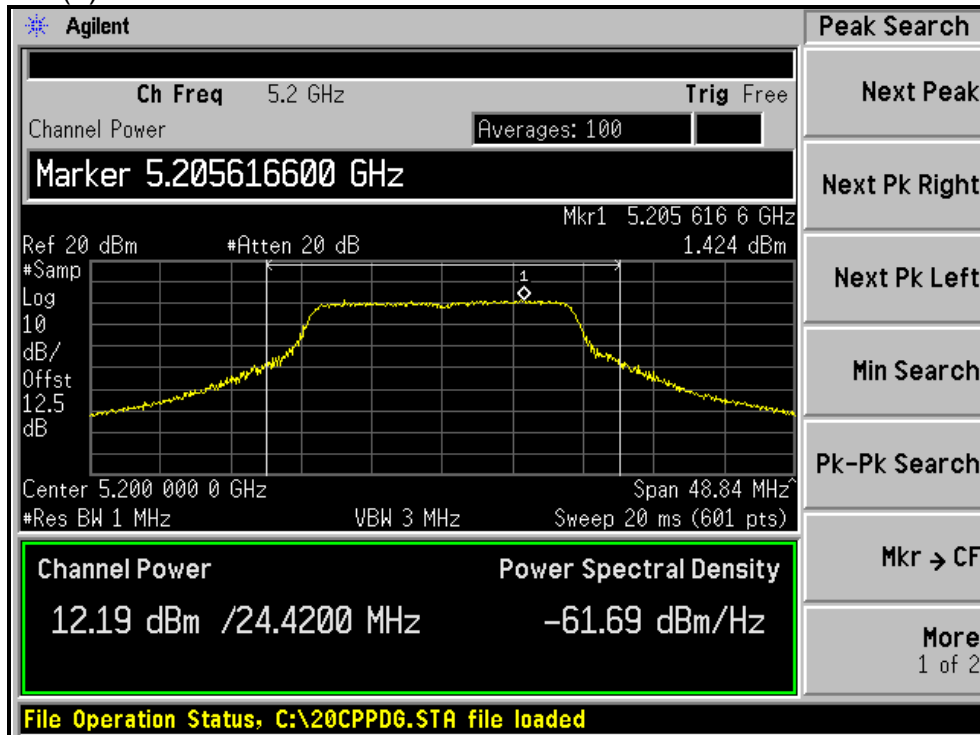 Agilent
Peak Search
Ch Freq 5.2 GHz Trig Free
Channel Power Averages: 100
Marker 5.205616600 GHz
Mkr1 5.205 616 6 GHz
Ref 20 dBm #Atten 20 dB 1.424 dBm
#Samp
Log
10
dB/
Offst
12.5
dB
1
Center 5.200 000 0 GHz Span 48.84 MHz^
#Res BW 1 MHz VBW 3 MHz Sweep 20 ms (601 pts)
Channel Power Power Spectral Density
12.19 dBm /24.4200 MHz -61.69 dBm/Hz
File Operation Status, C:\20CPPDG.STA file loaded
Next Peak
Next Pk Right
Next Pk Left
Min Search
Pk-Pk Search
Mkr → CF
More
1 of 2